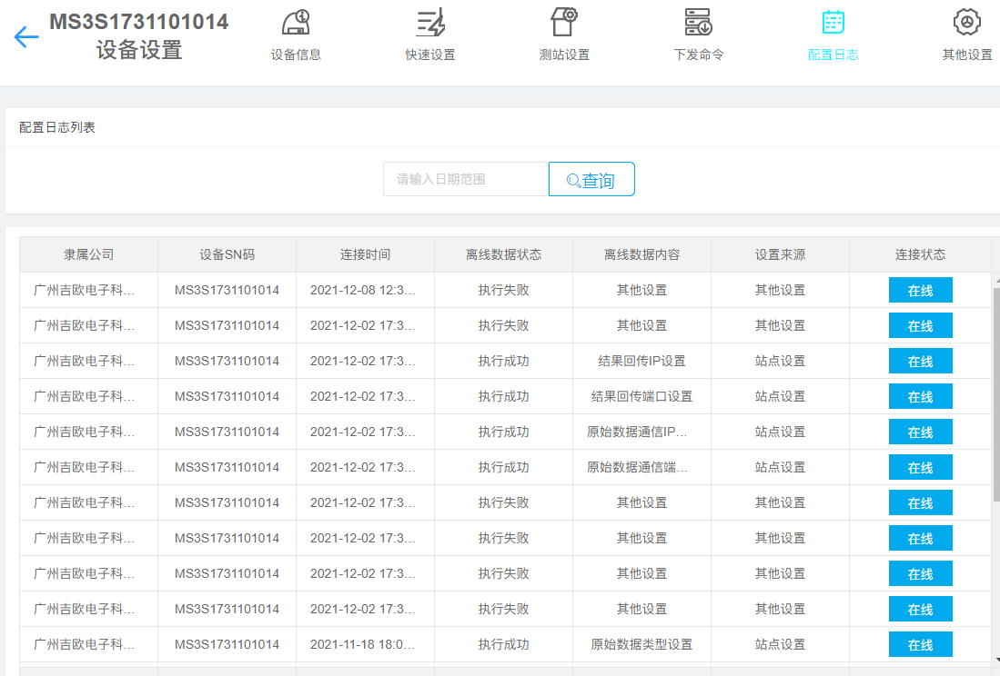 MS3S1731101014
设备设置
设备信息 快速设置 测站设置 下发命令 配置日志 其他设置
配置日志列表
请输入日期范围 查询
隶属公司 设备SN码 连接时间 离线数据状态 离线数据内容 设置来源 连接状态
广州吉欧电子科... MS3S1731101014 2021-12-08 12:3... 执行失败 其他设置 其他设置 在线
广州吉欧电子科... MS3S1731101014 2021-12-02 17:3... 执行失败 其他设置 其他设置 在线
广州吉欧电子科... MS3S1731101014 2021-12-02 17:3... 执行成功 结果回传IP设置 站点设置 在线
广州吉欧电子科... MS3S1731101014 2021-12-02 17:3... 执行成功 结果回传端口设置 站点设置 在线
广州吉欧电子科... MS3S1731101014 2021-12-02 17:3... 执行成功 原始数据通信IP... 站点设置 在线
广州吉欧电子科... MS3S1731101014 2021-12-02 17:3... 执行成功 原始数据通信端... 站点设置 在线
广州吉欧电子科... MS3S1731101014 2021-12-02 17:3... 执行失败 其他设置 其他设置 在线
广州吉欧电子科... MS3S1731101014 2021-12-02 17:3... 执行失败 其他设置 其他设置 在线
广州吉欧电子科... MS3S1731101014 2021-12-02 17:3... 执行失败 其他设置 其他设置 在线
广州吉欧电子科... MS3S1731101014 2021-12-02 17:3... 执行失败 其他设置 其他设置 在线
广州吉欧电子科... MS3S1731101014 2021-11-18 18:0... 执行成功 原始数据类型设置 站点设置 在线